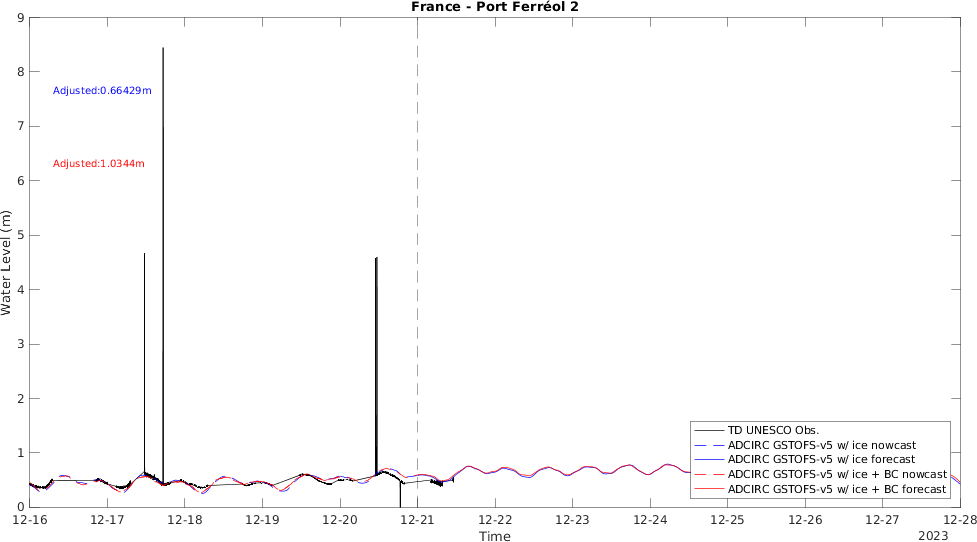 France - Port Ferréol 2
9
8
7
6
5
4
3
2
1
0
Water Level (m)
Adjusted:0.66429m
Adjusted:1.0344m
TD UNESCO Obs.
ADCIRC GSTOFS-v5 w/ ice nowcast
ADCIRC GSTOFS-v5 w/ ice forecast
ADCIRC GSTOFS-v5 w/ ice + BC nowcast
ADCIRC GSTOFS-v5 w/ ice + BC forecast
12-16 12-17 12-18 12-19 12-20 12-21 12-22 12-23 12-24 12-25 12-26 12-27 12-28
Time
2023